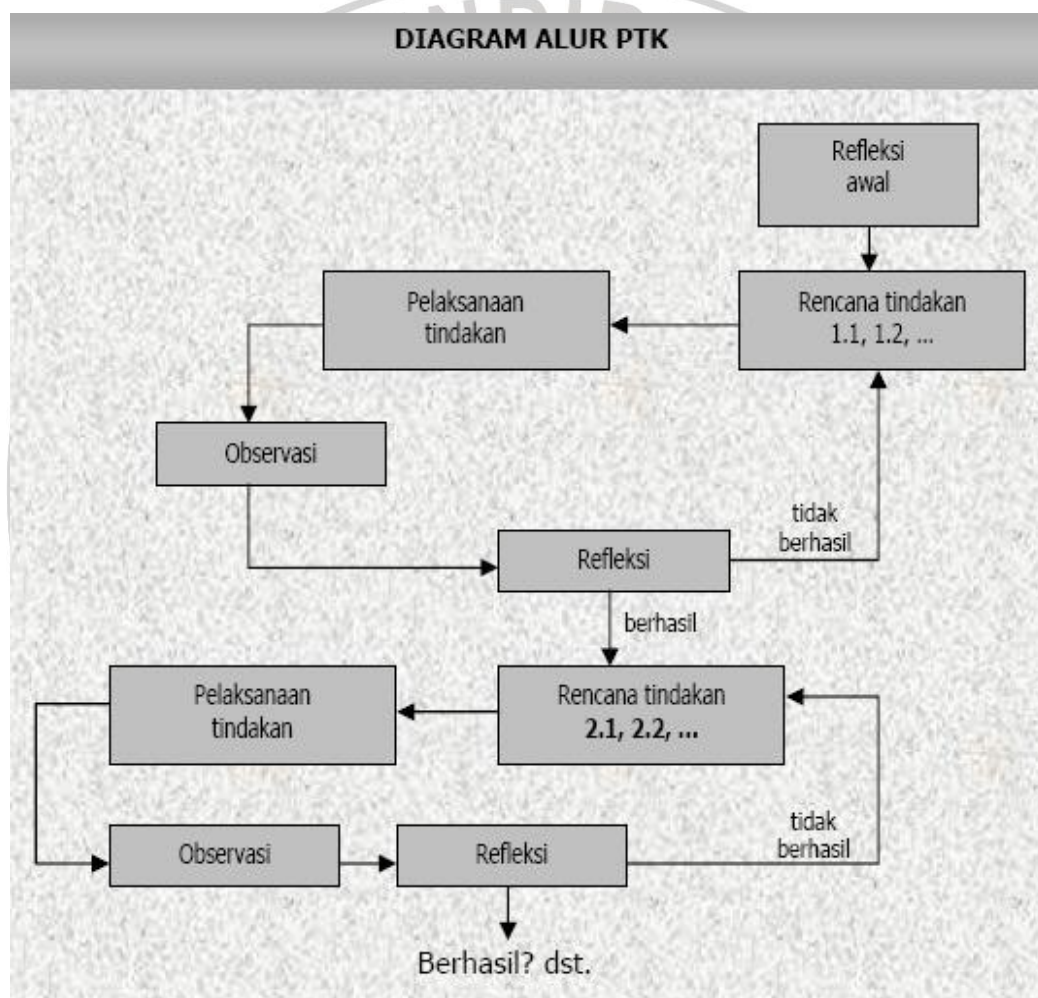 DIAGRAM ALUR PTK
Refleksi
awal
Rencana tindakan
1.1, 1.2, ...
Pelaksanaan
tindakan
Observasi
Refleksi
tidak
berhasil
berhasil
Rencana tindakan
2.1, 2.2, ...
Pelaksanaan
tindakan
Observasi
Refleksi
tidak
berhasil
Berhasil? dst.